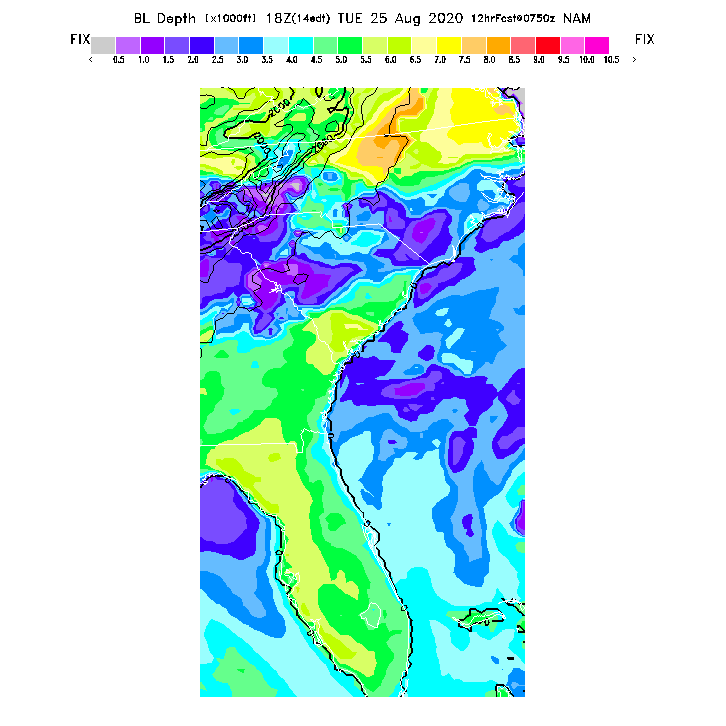 BL Depth [x1000ft] 18Z(14edt) TUE 25 Aug 2020 12hrFcst@0750z NAM
FIX FIX
< 0.5 1.0 1.5 2.0 2.5 3.0 3.5 4.0 4.5 5.0 5.5 6.0 6.5 7.0 7.5 8.0 8.5 9.0 9.5 10.0 10.5 >
2000
2000